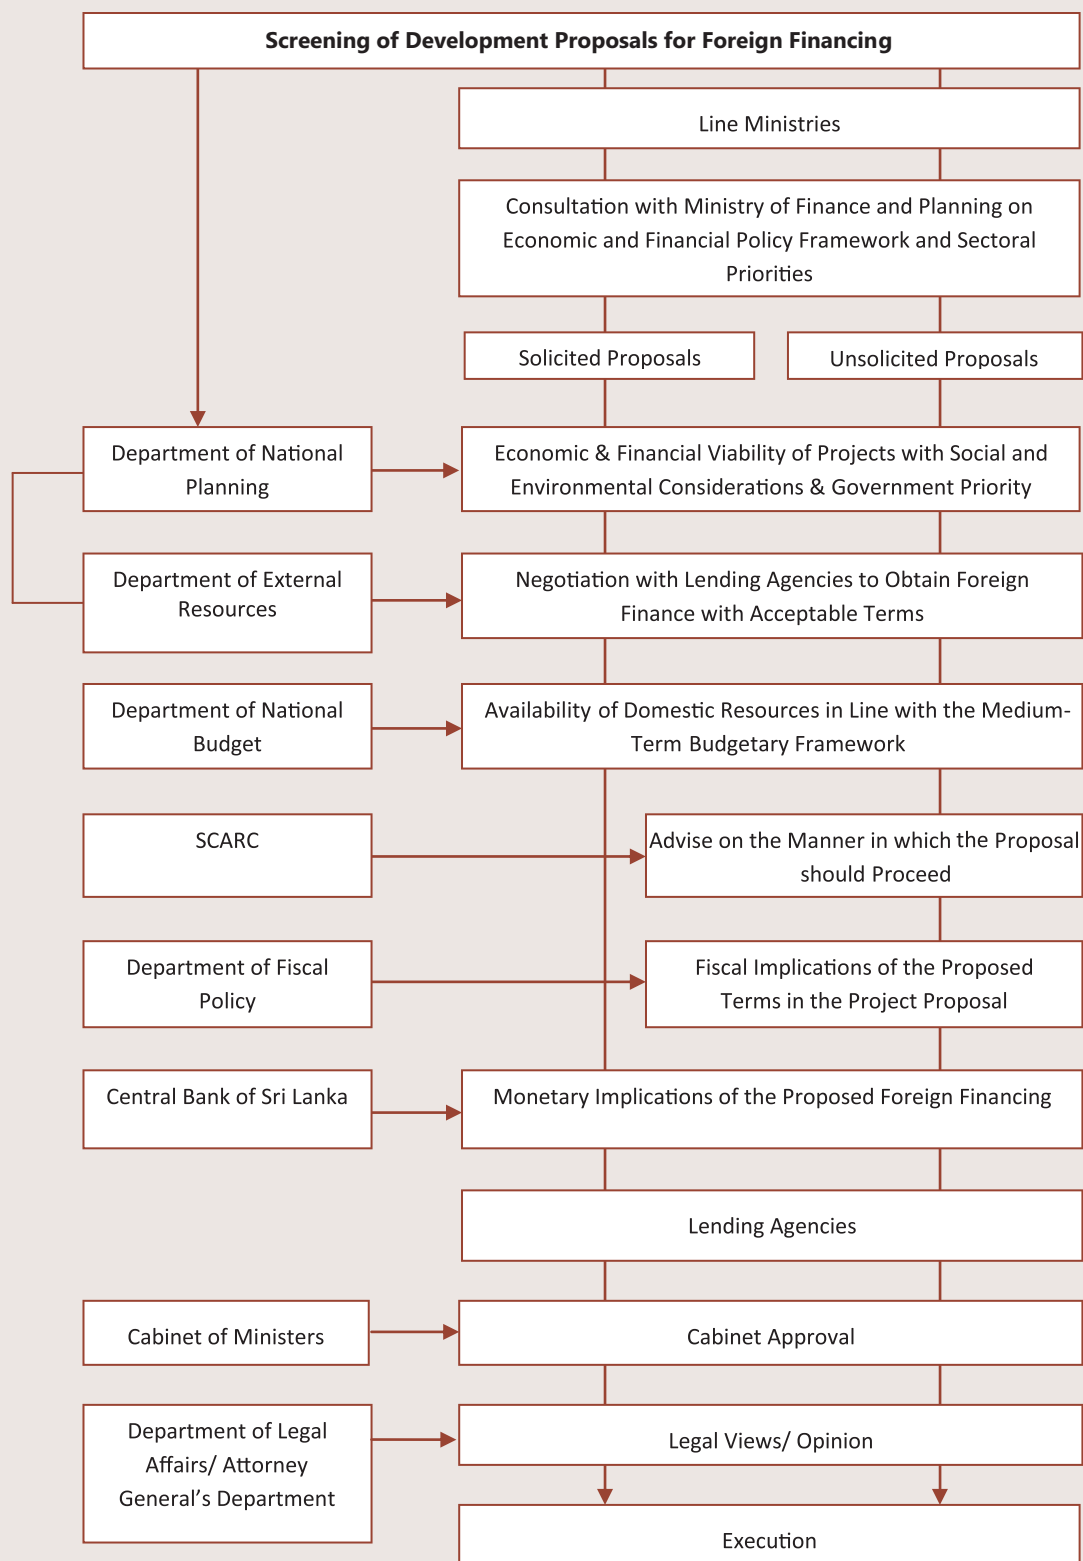 Screening of Development Proposals for Foreign Financing
Line Ministries
Consultation with Ministry of Finance and Planning on
Economic and Financial Policy Framework and Sectoral
Priorities
Solicited Proposals
Unsolicited Proposals
Department of National
Planning
Economic & Financial Viability of Projects with Social and
Environmental Considerations & Government Priority
Department of External
Resources
Negotiation with Lending Agencies to Obtain Foreign
Finance with Acceptable Terms
Department of National
Budget
Availability of Domestic Resources in Line with the Medium-
Term Budgetary Framework
SCARC
Advise on the Manner in which the Proposal
should Proceed
Department of Fiscal
Policy
Fiscal Implications of the Proposed
Terms in the Project Proposal
Central Bank of Sri Lanka
Monetary Implications of the Proposed Foreign Financing
Lending Agencies
Cabinet of Ministers
Cabinet Approval
Department of Legal
Affairs/ Attorney
General’s Department
Legal Views/ Opinion
Execution